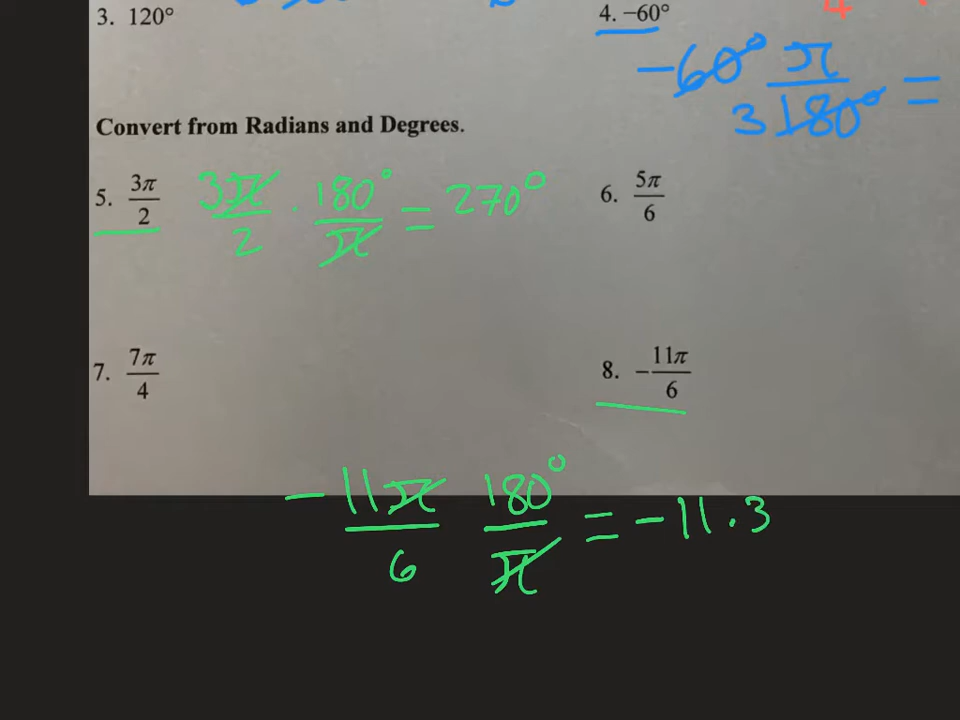 3. 120°
4. −60°
−60° π/3 180° =
Convert from Radians and Degrees.
5. 3π/2 3π/2 · 180°/π = 270°
6. 5π/6
7. 7π/4
8. −11π/6
−11π/6 180°/π = −11.3